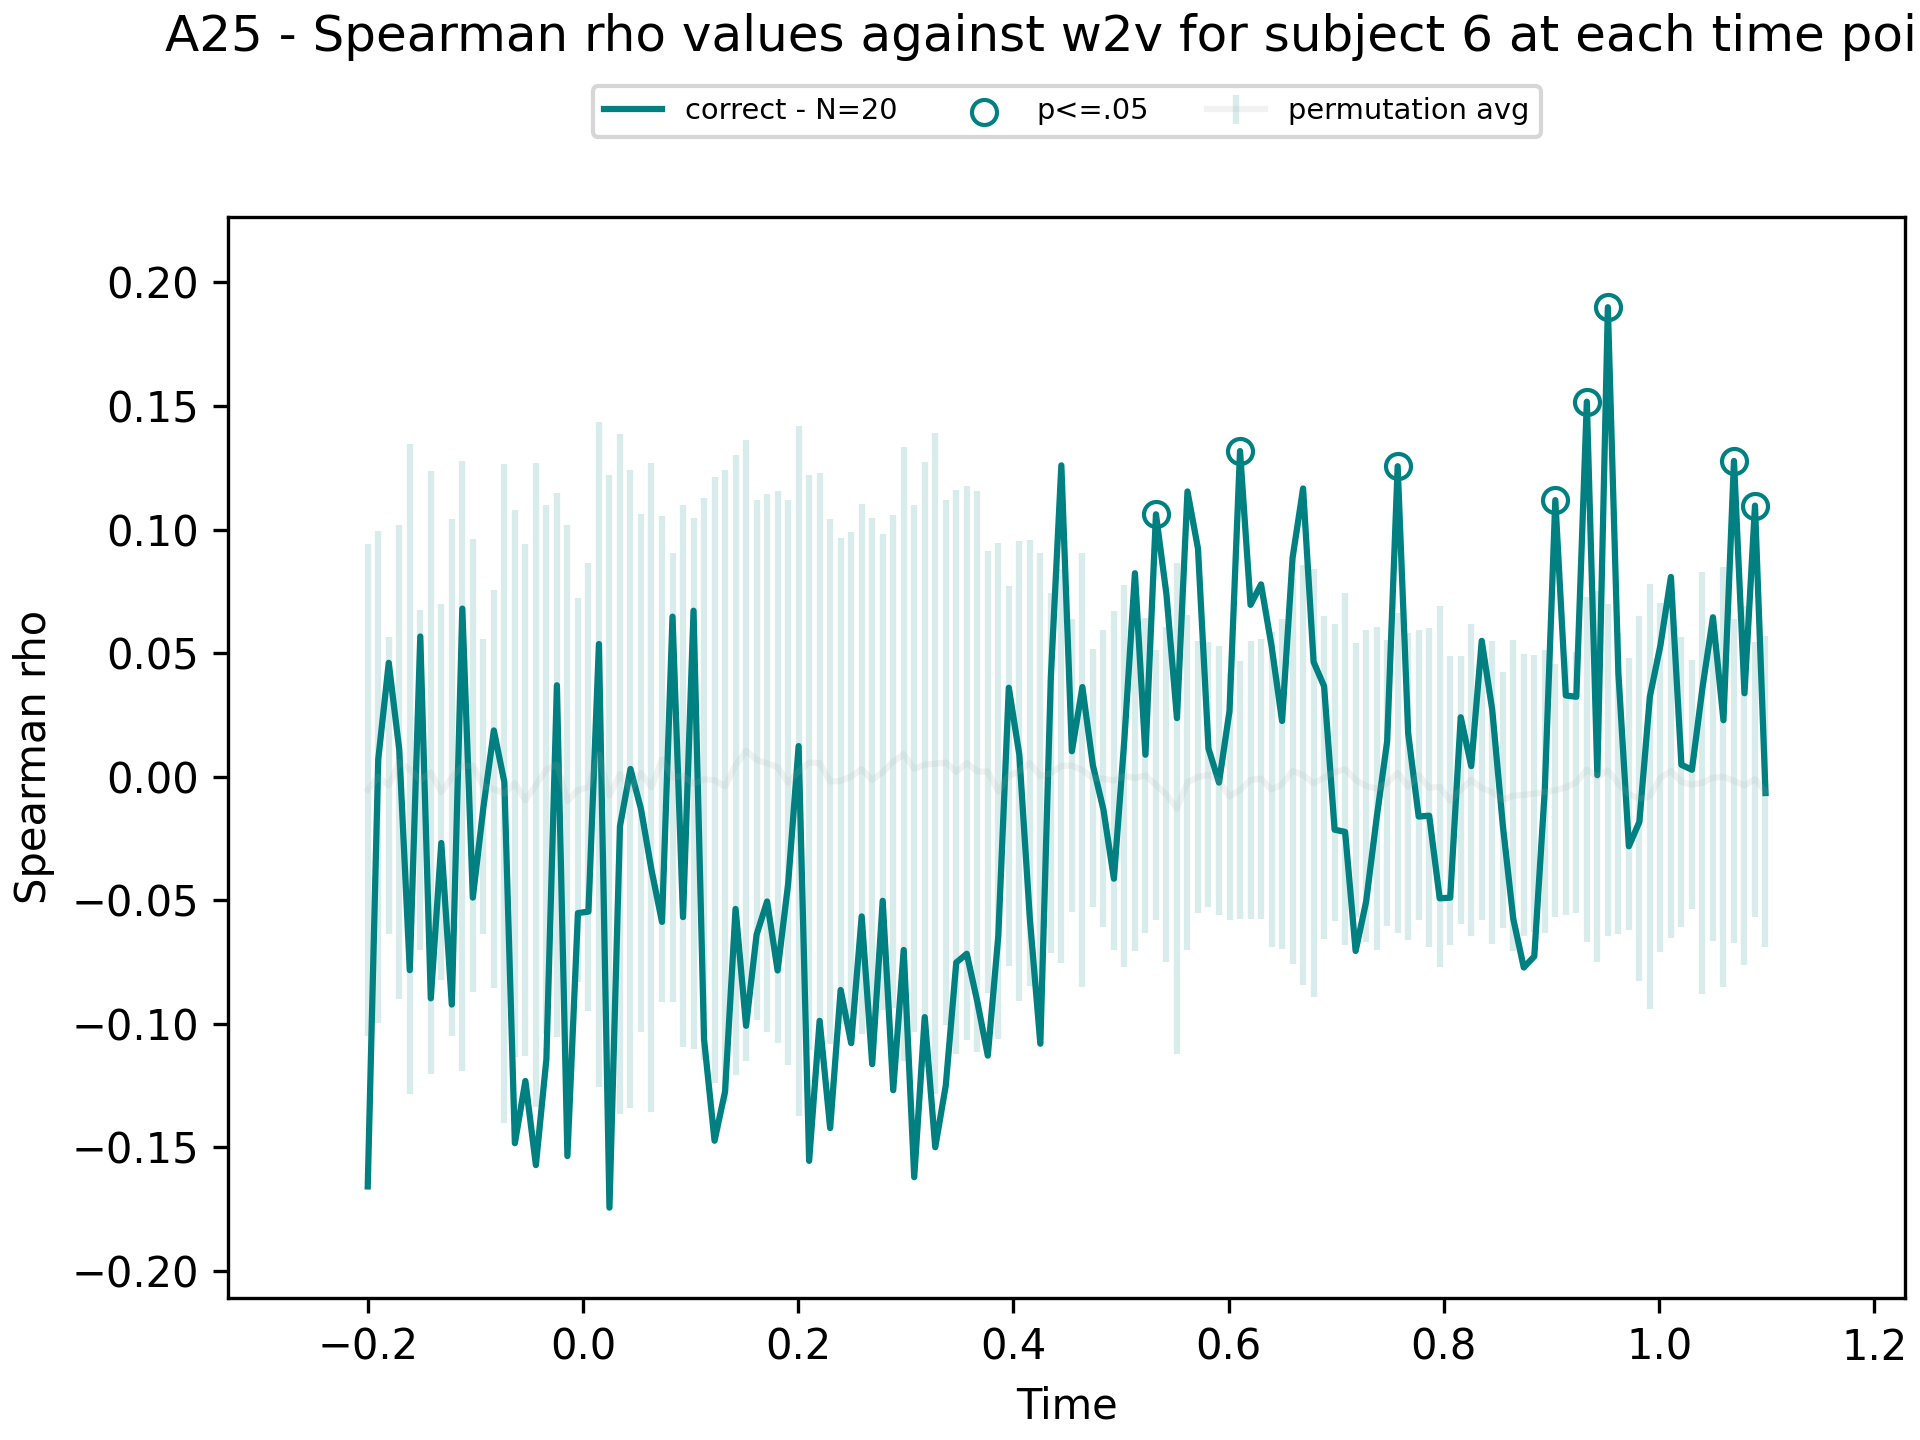 A25 - Spearman rho values against w2v for subject 6 at each time poi
correct - N=20 p<=.05 permutation avg
0.20
0.15
0.10
0.05
0.00
−0.05
−0.10
−0.15
−0.20
Spearman rho
−0.2 0.0 0.2 0.4 0.6 0.8 1.0 1.2
Time